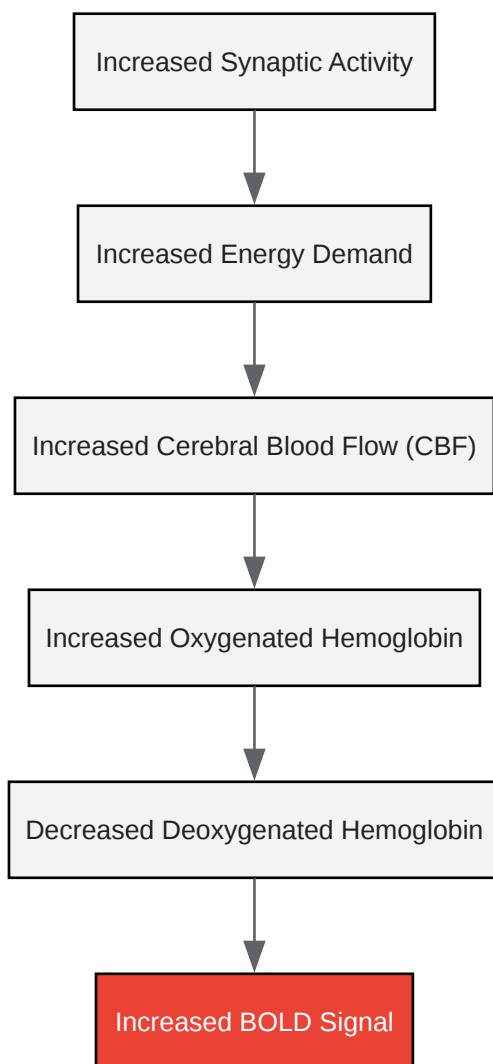 Increased Synaptic Activity
Increased Energy Demand
Increased Cerebral Blood Flow (CBF)
Increased Oxygenated Hemoglobin
Decreased Deoxygenated Hemoglobin
Increased BOLD Signal